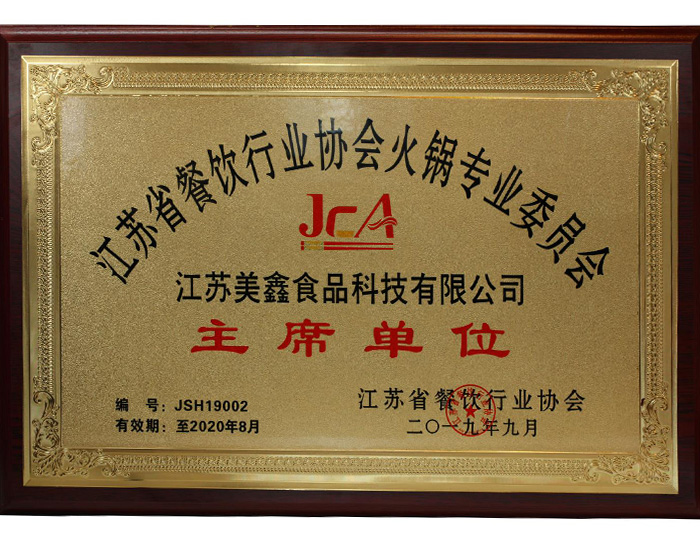 江苏省餐饮行业协会火锅专业委员会
JCA
江苏美鑫食品科技有限公司
主席单位
编 号：JSH19002
有效期：至2020年8月
江苏省餐饮行业协会
二〇一九年九月